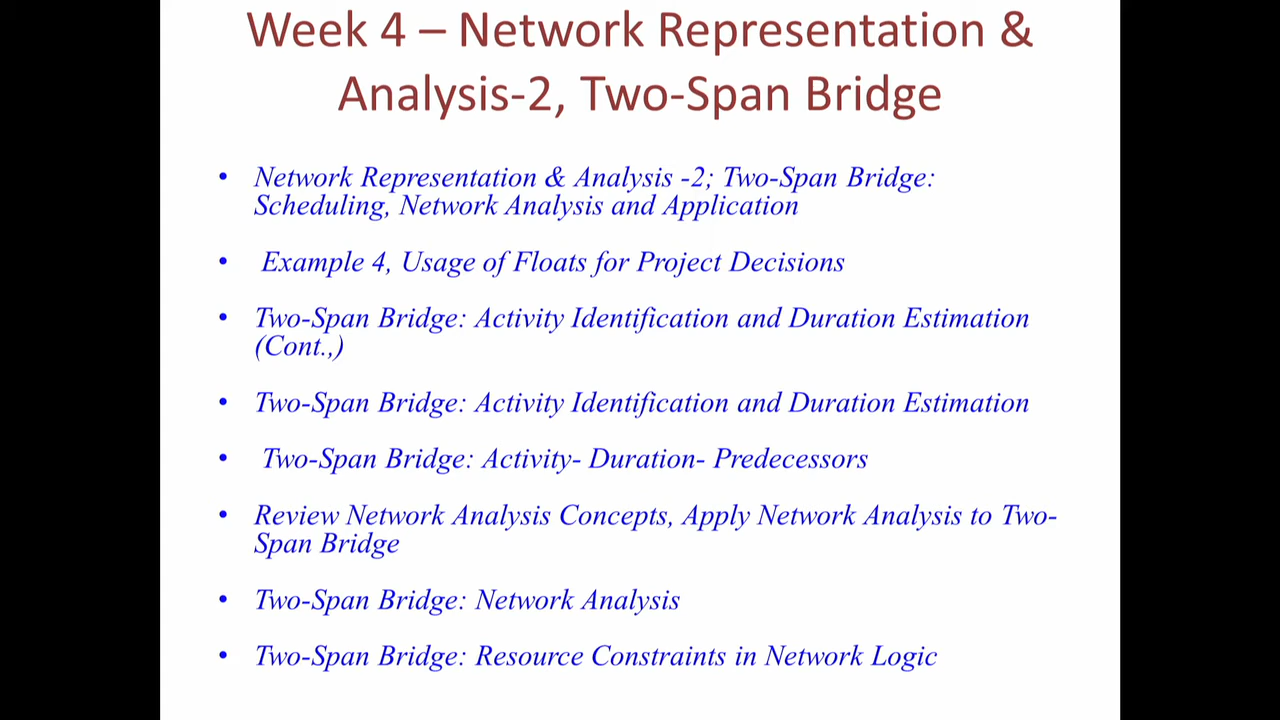 Week 4 – Network Representation &
Analysis-2, Two-Span Bridge
• Network Representation & Analysis -2; Two-Span Bridge:
Scheduling, Network Analysis and Application
• Example 4, Usage of Floats for Project Decisions
• Two-Span Bridge: Activity Identification and Duration Estimation
(Cont.,)
• Two-Span Bridge: Activity Identification and Duration Estimation
• Two-Span Bridge: Activity- Duration- Predecessors
• Review Network Analysis Concepts, Apply Network Analysis to Two-
Span Bridge
• Two-Span Bridge: Network Analysis
• Two-Span Bridge: Resource Constraints in Network Logic